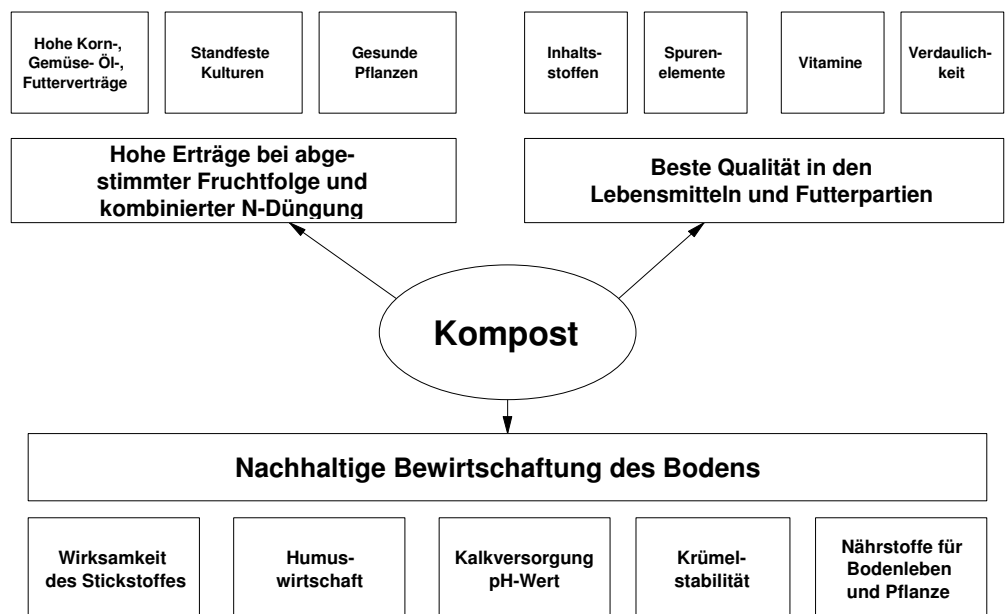 Hohe Korn-,
Gemüse- Öl-,
Futterverträge
Standfeste
Kulturen
Gesunde
Pflanzen
Inhalts-
stoffen
Spuren-
elemente
Vitamine
Verdaulich-
keit
Hohe Erträge bei abge-
stimmter Fruchtfolge und
kombinierter N-Düngung
Beste Qualität in den
Lebensmitteln und Futterpartien
Kompost
Nachhaltige Bewirtschaftung des Bodens
Wirksamkeit
des Stickstoffes
Humus-
wirtschaft
Kalkversorgung
pH-Wert
Krümel-
stabilität
Nährstoffe für
Bodenleben
und Pflanze